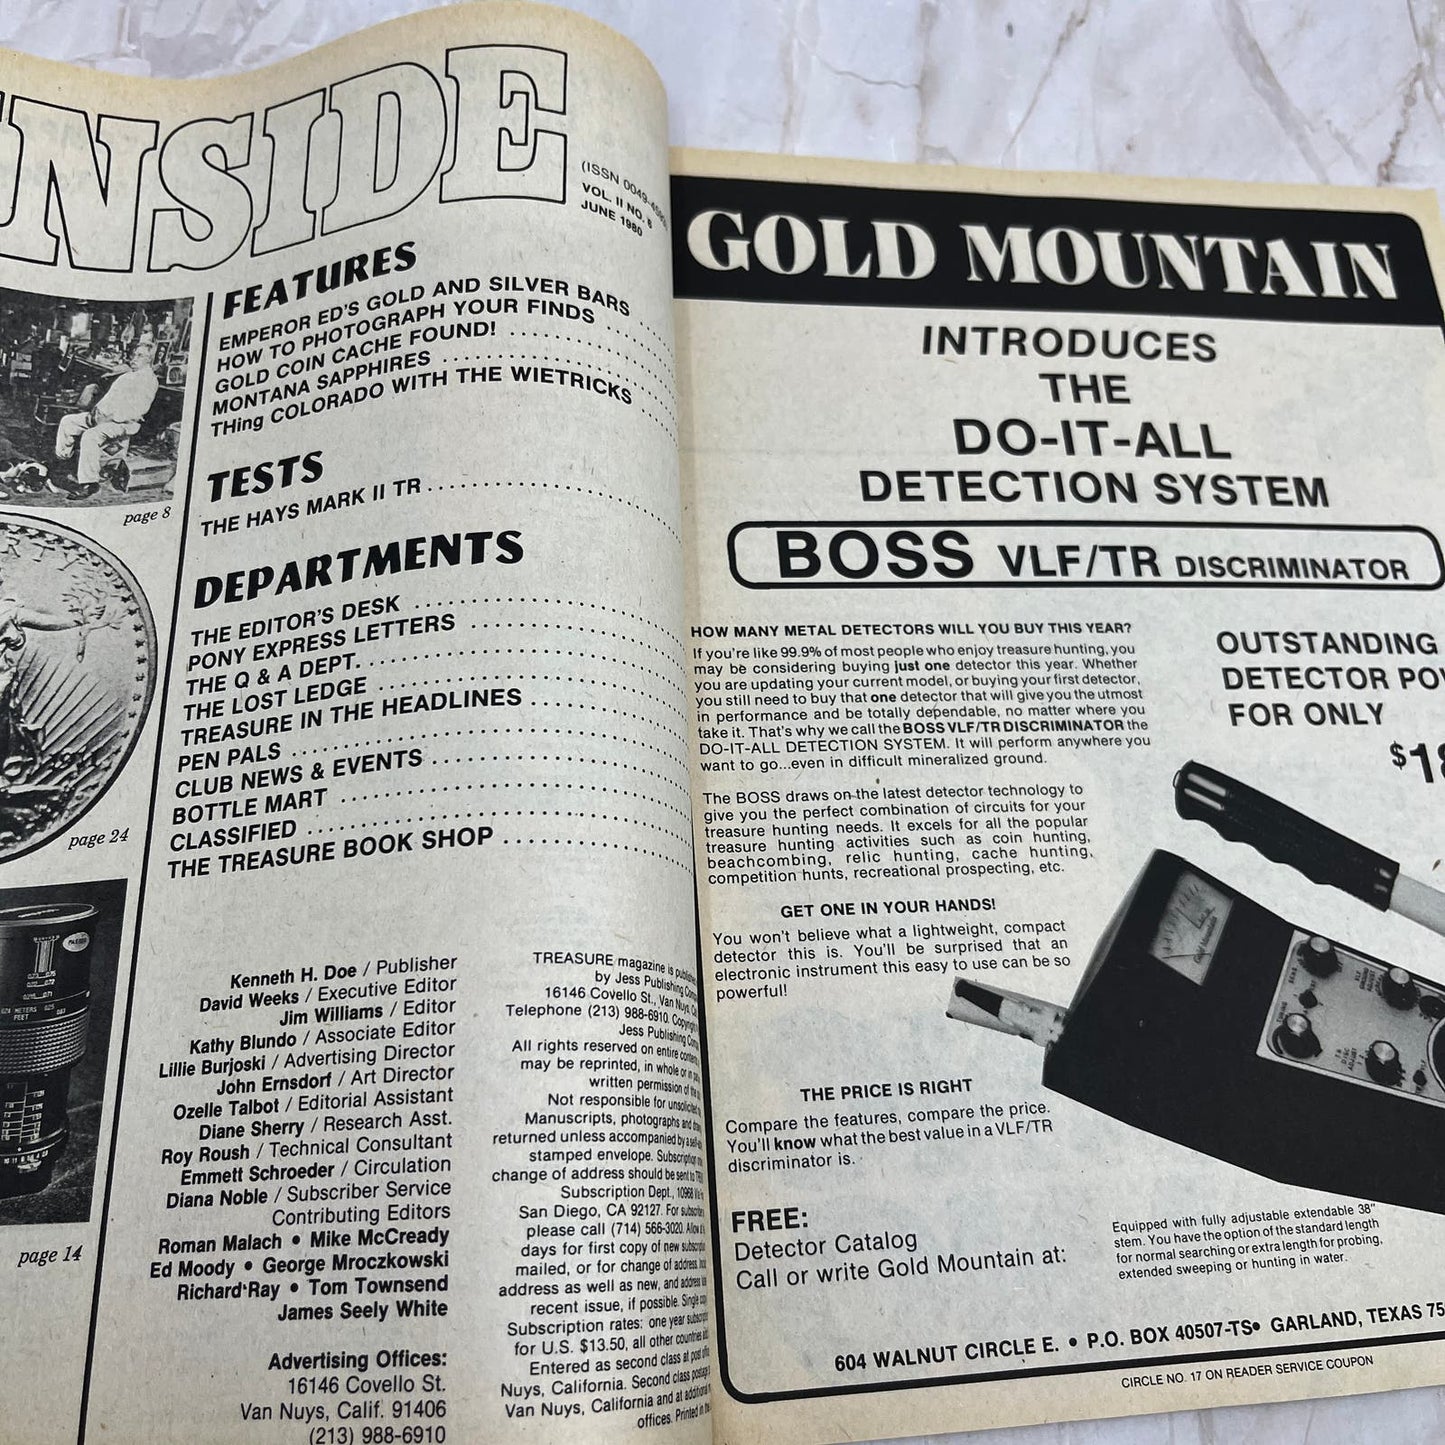 INSIDE
(ISSN 0049-4593)
VOL. II NO. 6
JUNE 1980
FEATURES
EMPEROR ED'S GOLD AND SILVER BARS
HOW TO PHOTOGRAPH YOUR FINDS
GOLD COIN CACHE FOUND!
MONTANA SAPPHIRES
THing COLORADO WITH THE WIETRICKS
TESTS
THE HAYS MARK II TR
DEPARTMENTS
THE EDITOR'S DESK
PONY EXPRESS LETTERS
THE Q & A DEPT.
THE LOST LEDGE
TREASURE IN THE HEADLINES
PEN PALS
CLUB NEWS & EVENTS
BOTTLE MART
CLASSIFIED
THE TREASURE BOOK SHOP
page 8
page 24
page 14
Kenneth H. Doe / Publisher
David Weeks / Executive Editor
Jim Williams / Editor
Kathy Blundo / Associate Editor
Lillie Burjoski / Advertising Director
John Ernsdorf / Art Director
Ozelle Talbot / Editorial Assistant
Diane Sherry / Research Asst.
Roy Roush / Technical Consultant
Emmett Schroeder / Circulation
Diana Noble / Subscriber Service
Contributing Editors
Roman Malach • Mike McCready
Ed Moody • George Mroczkowski
Richard Ray • Tom Townsend
James Seely White
Advertising Offices:
16146 Covello St.
Van Nuys, Calif. 91406
(213) 988-6910
TREASURE magazine is
by Jess Publishing
16146 Covello St., Van Nuys,
Telephone (213) 988-6910.
Jess Publishing
All rights reserved on entire
may be reprinted, in whole or in
written permission of the
Not responsible for
Manuscripts, photographs and
returned unless accompanied by a
stamped envelope.
change of address should be sent to
Subscription Dept.,
San Diego, CA 92127. For
please call (714) 566-3020. Allow
days for first copy of new
mailed, or for change of address.
address as well as new, and address
recent issue, if possible. Single
Subscription rates: one year
for U.S. $13.50, all other countries
Entered as second class at post
Nuys, California. Second class
Van Nuys, California and at additional
offices. Printed in
GOLD MOUNTAIN
INTRODUCES
THE
DO-IT-ALL
DETECTION SYSTEM
BOSS VLF/TR DISCRIMINATOR
HOW MANY METAL DETECTORS WILL YOU BUY THIS YEAR?
If you're like 99.9% of most people who enjoy treasure hunting, you
may be considering buying just one detector this year. Whether
you are updating your current model, or buying your first detector,
you still need to buy that one detector that will give you the utmost
in performance and be totally dependable, no matter where you
take it. That's why we call the BOSS VLF/TR DISCRIMINATOR the
DO-IT-ALL DETECTION SYSTEM. It will perform anywhere you
want to go...even in difficult mineralized ground.
The BOSS draws on the latest detector technology to
give you the perfect combination of circuits for your
treasure hunting needs. It excels for all the popular
treasure hunting activities such as coin hunting,
beachcombing, relic hunting, cache hunting,
competition hunts, recreational prospecting, etc.
GET ONE IN YOUR HANDS!
You won't believe what a lightweight, compact
detector this is. You'll be surprised that an
electronic instrument this easy to use can be so
powerful!
THE PRICE IS RIGHT
Compare the features, compare the price.
You'll know what the best value in a VLF/TR
discriminator is.
FREE:
Detector Catalog
Call or write Gold Mountain at:
OUTSTANDING
DETECTOR
FOR ONLY
$18
Gold Mountain
Equipped with fully adjustable extendable 38"
stem. You have the option of the standard length
for normal searching or extra length for probing,
extended sweeping or hunting in water.
604 WALNUT CIRCLE E. • P.O. BOX 40507-TS • GARLAND, TEXAS 75
CIRCLE NO. 17 ON READER SERVICE COUPON